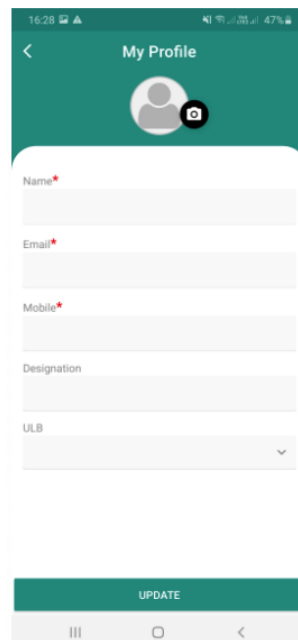 16:28 47%
My Profile
Name*
Email*
Mobile*
Designation
ULB
UPDATE